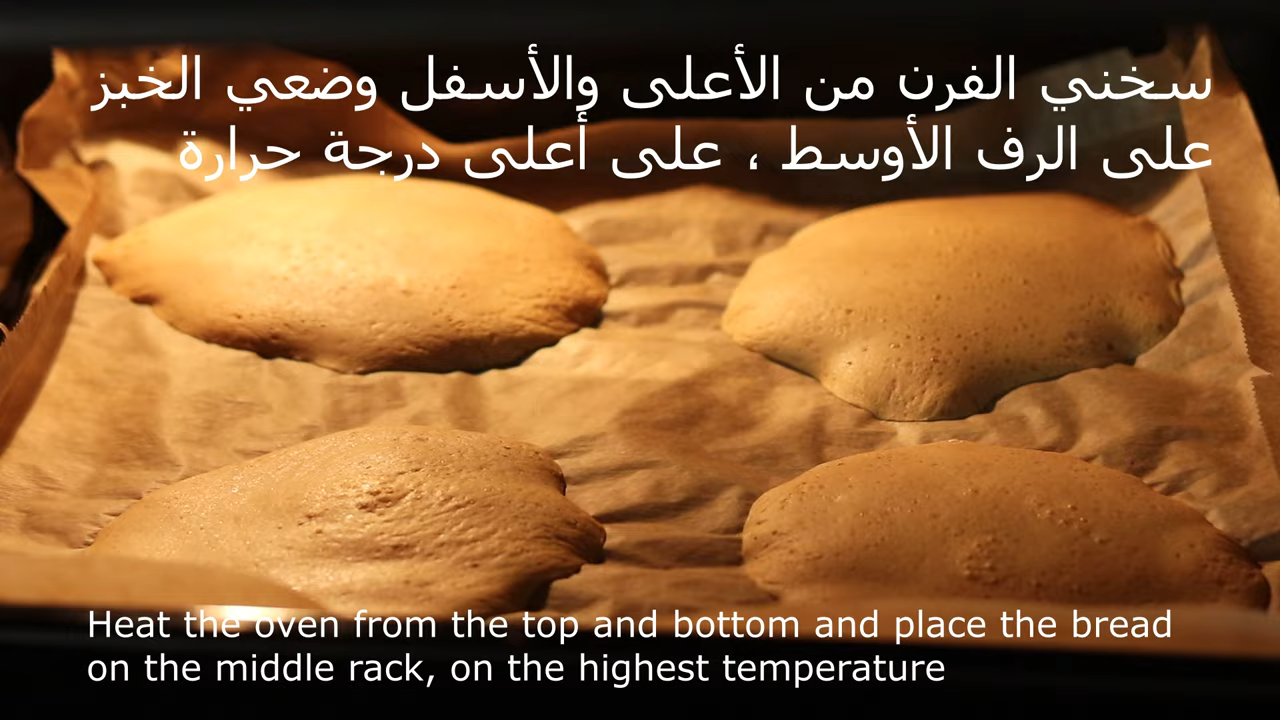 سخني الفرن من الأعلى والأسفل وضعي الخبز
على الرف الأوسط ، على أعلى درجة حرارة
Heat the oven from the top and bottom and place the bread
on the middle rack, on the highest temperature